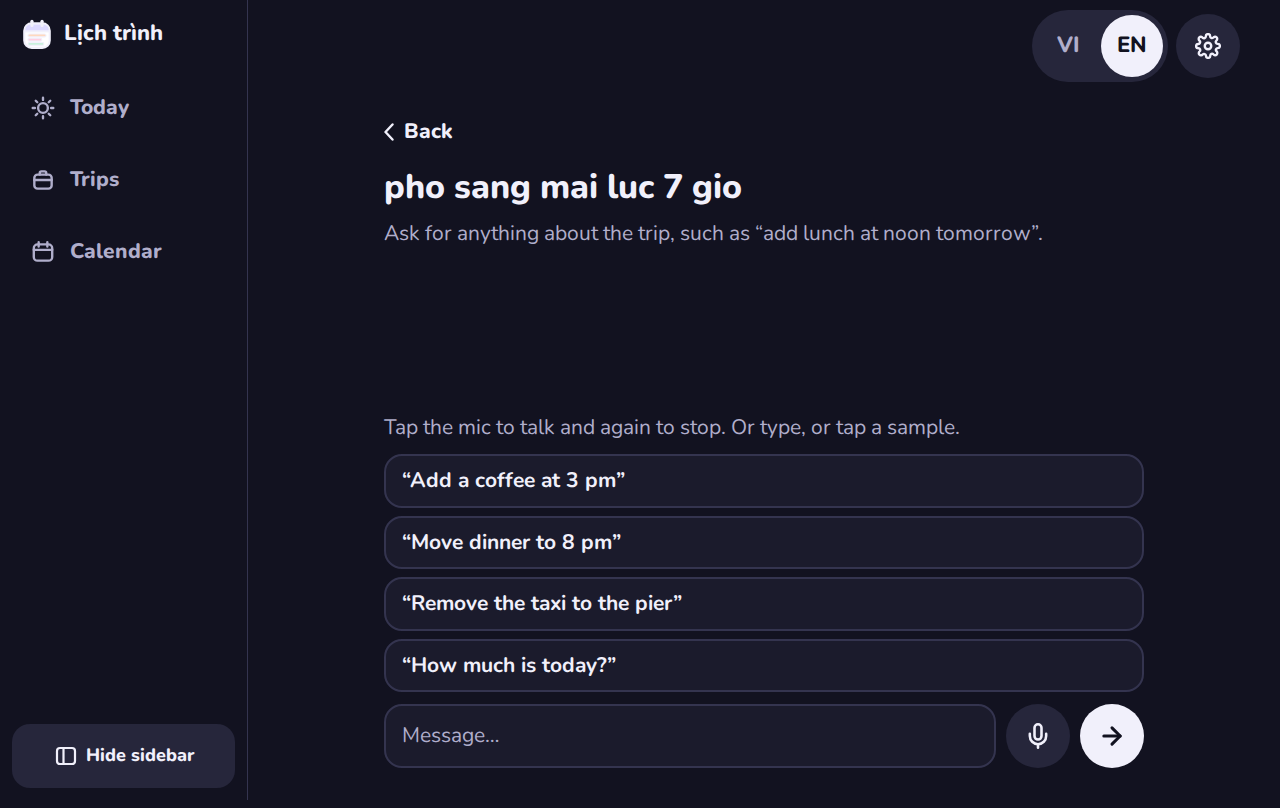 Lịch trình
VI
EN
Today
Trips
Calendar
Back
pho sang mai luc 7 gio
Ask for anything about the trip, such as “add lunch at noon tomorrow”.
Tap the mic to talk and again to stop. Or type, or tap a sample.
“Add a coffee at 3 pm”
“Move dinner to 8 pm”
“Remove the taxi to the pier”
“How much is today?”
Message...
Hide sidebar